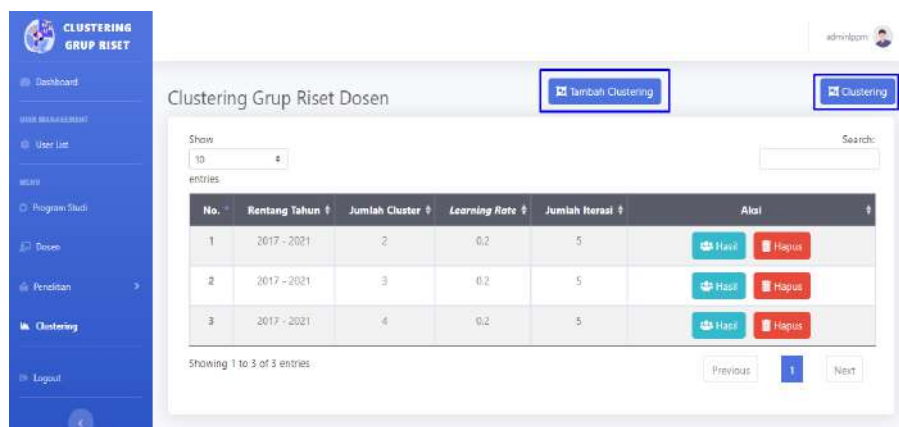 CLUSTERING
GRUP RISET
adminlppm
Dashboard
Clustering Grup Riset Dosen
Tambah Clustering
Clustering
USER MANAGEMENT
User List
Show
Search:
10
entries
MENU
Program Studi
No. Rentang Tahun Jumlah Cluster Learning Rate Jumlah Iterasi Aksi
1 2017 - 2021 2 0.2 5 Hasil Hapus
Dosen
2 2017 - 2021 3 0.2 5 Hasil Hapus
Penelitian
3 2017 - 2021 4 0.2 5 Hasil Hapus
Clustering
Showing 1 to 3 of 3 entries
Previous 1 Next
Logout